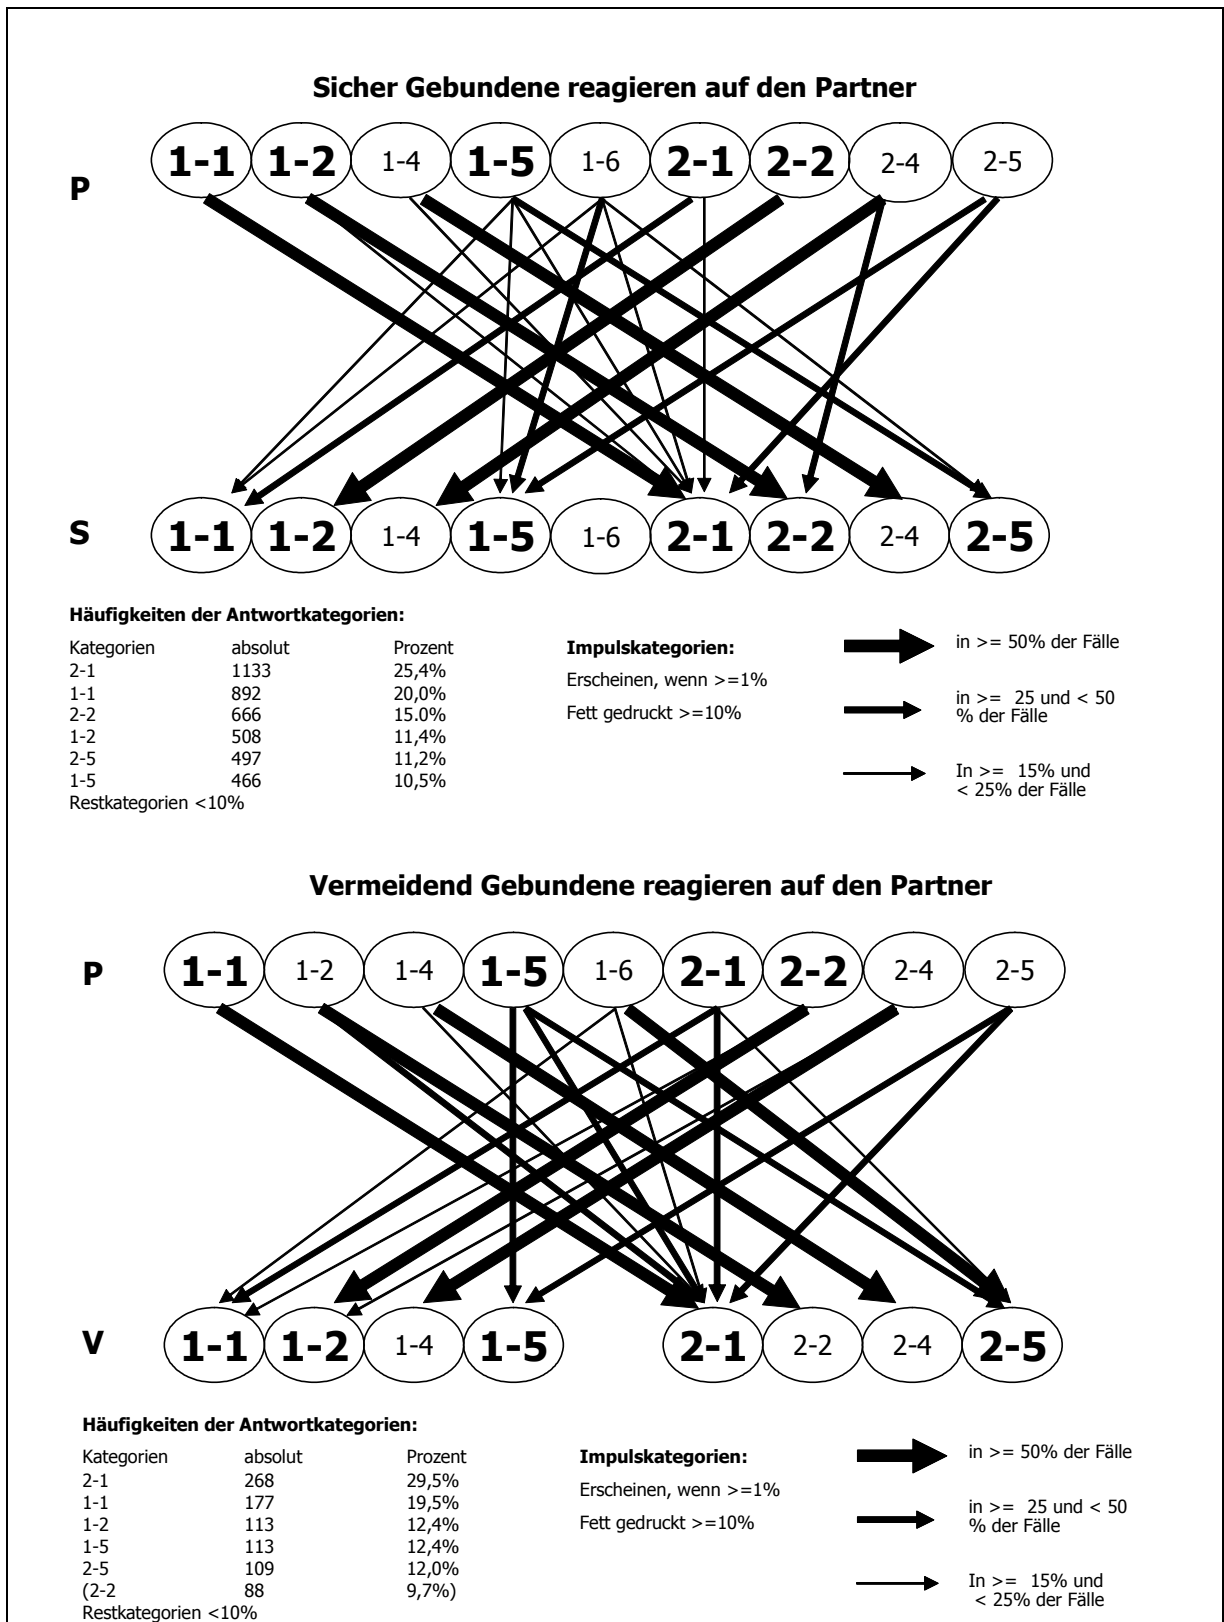 Sicher Gebundene reagieren auf den Partner
P
1-1 1-2 1-4 1-5 1-6 2-1 2-2 2-4 2-5
S
1-1 1-2 1-4 1-5 1-6 2-1 2-2 2-4 2-5
Häufigkeiten der Antwortkategorien:
Kategorien absolut Prozent
2-1 1133 25,4%
1-1 892 20,0%
2-2 666 15.0%
1-2 508 11,4%
2-5 497 11,2%
1-5 466 10,5%
Restkategorien <10%
Impulskategorien:
Erscheinen, wenn >=1%
Fett gedruckt >=10%
in >= 50% der Fälle
in >= 25 und < 50
% der Fälle
In >= 15% und
< 25% der Fälle
Vermeidend Gebundene reagieren auf den Partner
P
1-1 1-2 1-4 1-5 1-6 2-1 2-2 2-4 2-5
V
1-1 1-2 1-4 1-5 2-1 2-2 2-4 2-5
Häufigkeiten der Antwortkategorien:
Kategorien absolut Prozent
2-1 268 29,5%
1-1 177 19,5%
1-2 113 12,4%
1-5 113 12,4%
2-5 109 12,0%
(2-2 88 9,7%)
Restkategorien <10%
Impulskategorien:
Erscheinen, wenn >=1%
Fett gedruckt >=10%
in >= 50% der Fälle
in >= 25 und < 50
% der Fälle
In >= 15% und
< 25% der Fälle